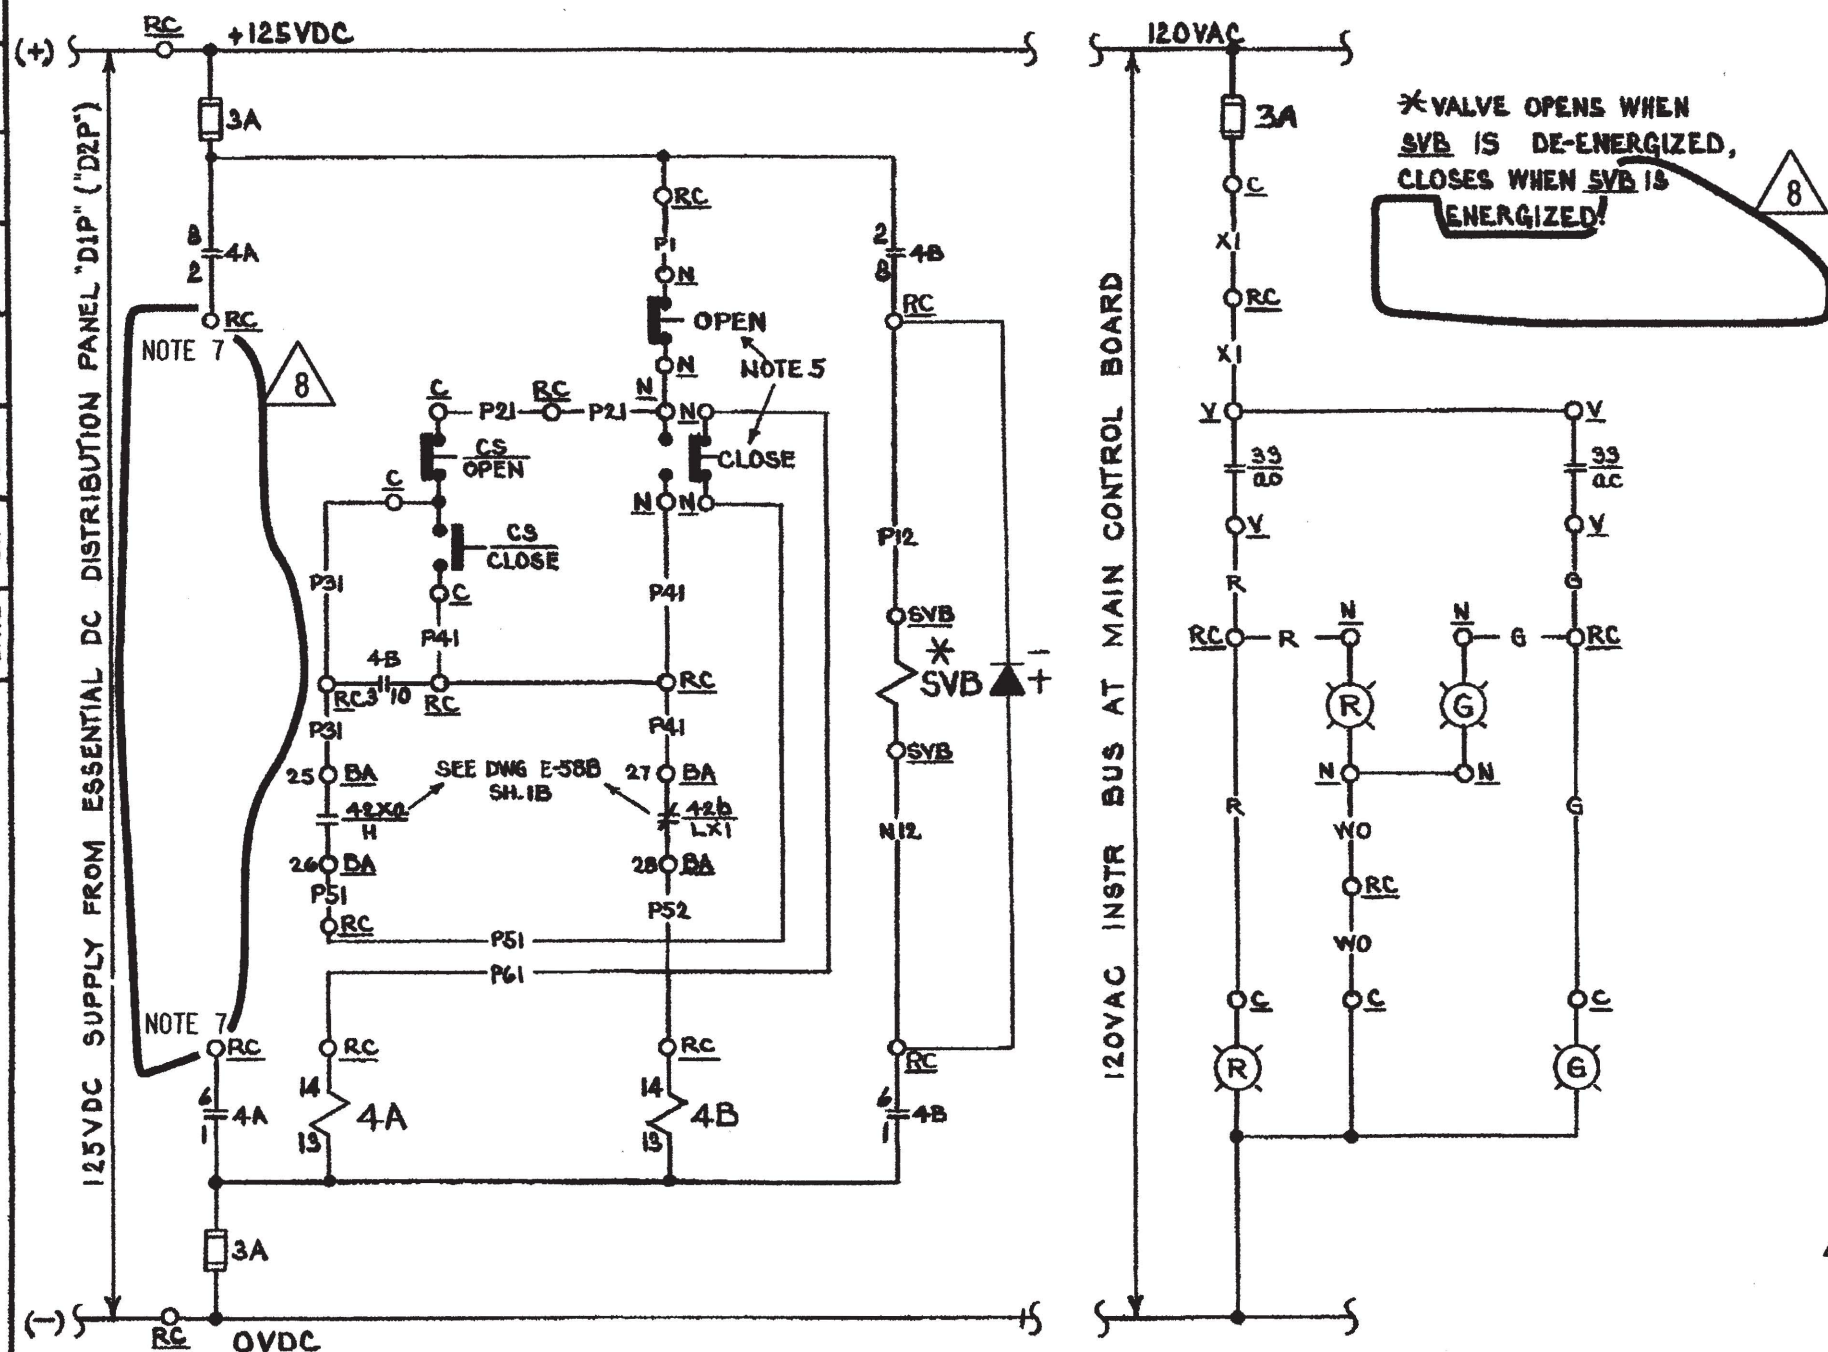 RC
(+)
+125VDC
3A
8
4A
2
RC
NOTE 7
8
125VDC SUPPLY FROM ESSENTIAL DC DISTRIBUTION PANEL "D1P" ("D2P")
RC
P1
N
OPEN
NOTE 5
N
N
N
CLOSE
N
N
C
P21
RC
P21
CS
OPEN
C
CS
CLOSE
C
P31
P41
P41
4B
RC
3
10
RC
RC
P31
P41
25
BA
SEE DWG E-58B
SH.1B
27
BA
42Xa
H
42b
LX1
26
BA
28
BA
P51
RC
P52
P51
P61
NOTE 7
RC
RC
RC
6
4A
1
14
4A
13
14
4B
13
3A
(-)
RC
0VDC
2
4B
8
RC
P12
SVB
*
SVB
-
+
SVB
N12
RC
6
4B
1
120VAC
3A
C
X1
RC
X1
V
V
33
ao
33
ac
V
V
R
G
RC
R
N
N
G
RC
R
G
N
N
R
WO
G
RC
WO
C
C
C
R
G
120VAC INSTR BUS AT MAIN CONTROL BOARD
*VALVE OPENS WHEN
SVB IS DE-ENERGIZED,
CLOSES WHEN SVB IS
ENERGIZED.
8